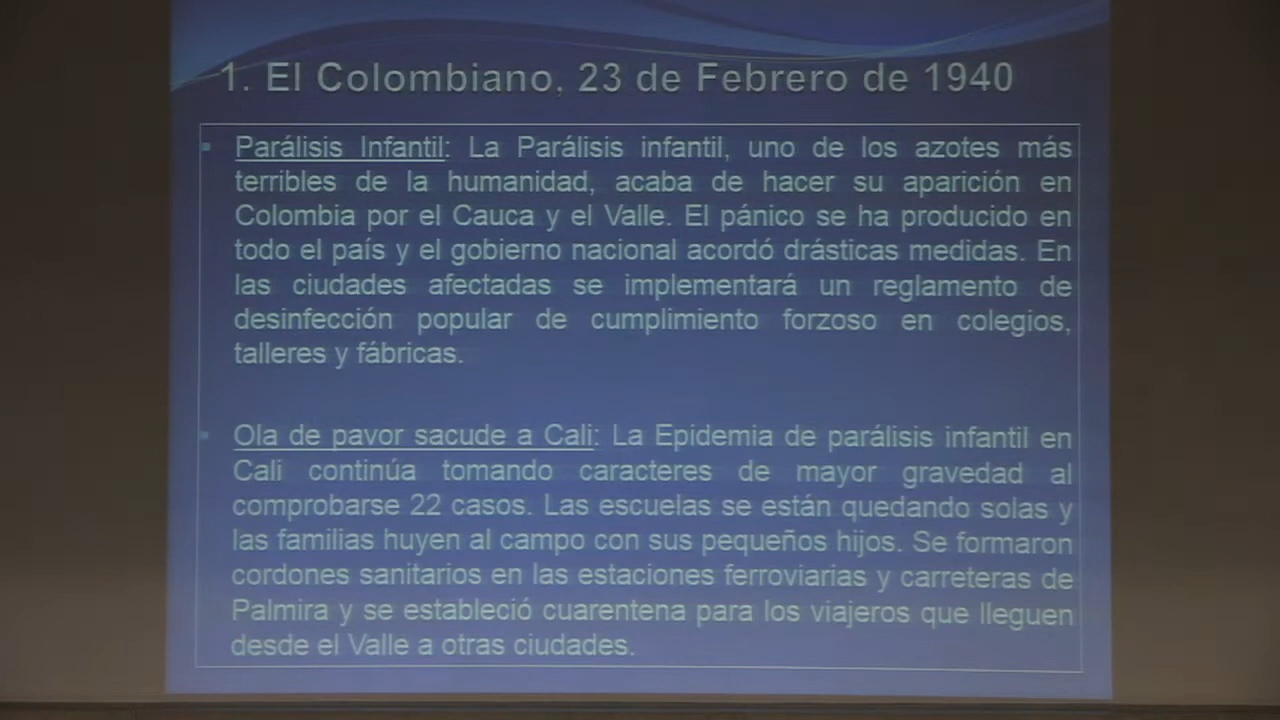 1. El Colombiano, 23 de Febrero de 1940
Parálisis Infantil: La Parálisis infantil, uno de los azotes más
terribles de la humanidad, acaba de hacer su aparición en
Colombia por el Cauca y el Valle. El pánico se ha producido en
todo el país y el gobierno nacional acordó drásticas medidas. En
las ciudades afectadas se implementará un reglamento de
desinfección popular de cumplimiento forzoso en colegios,
talleres y fábricas.
Ola de pavor sacude a Cali: La Epidemia de parálisis infantil en
Cali continúa tomando caracteres de mayor gravedad al
comprobarse 22 casos. Las escuelas se están quedando solas y
las familias huyen al campo con sus pequeños hijos. Se formaron
cordones sanitarios en las estaciones ferroviarias y carreteras de
Palmira y se estableció cuarentena para los viajeros que lleguen
desde el Valle a otras ciudades.